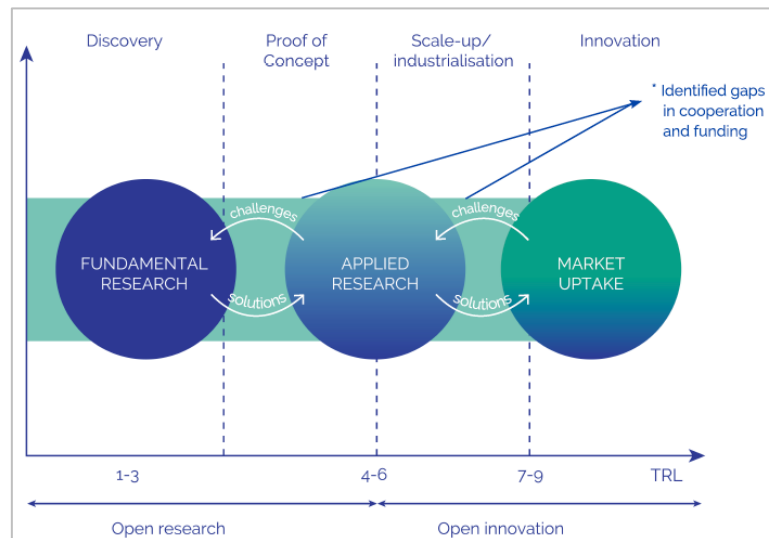 Discovery
Proof of
Concept
Scale-up/
industrialisation
Innovation
* Identified gaps
in cooperation
and funding
challenges
challenges
FUNDAMENTAL
RESEARCH
APPLIED
RESEARCH
MARKET
UPTAKE
solutions
solutions
1-3
4-6
7-9
TRL
Open research
Open innovation